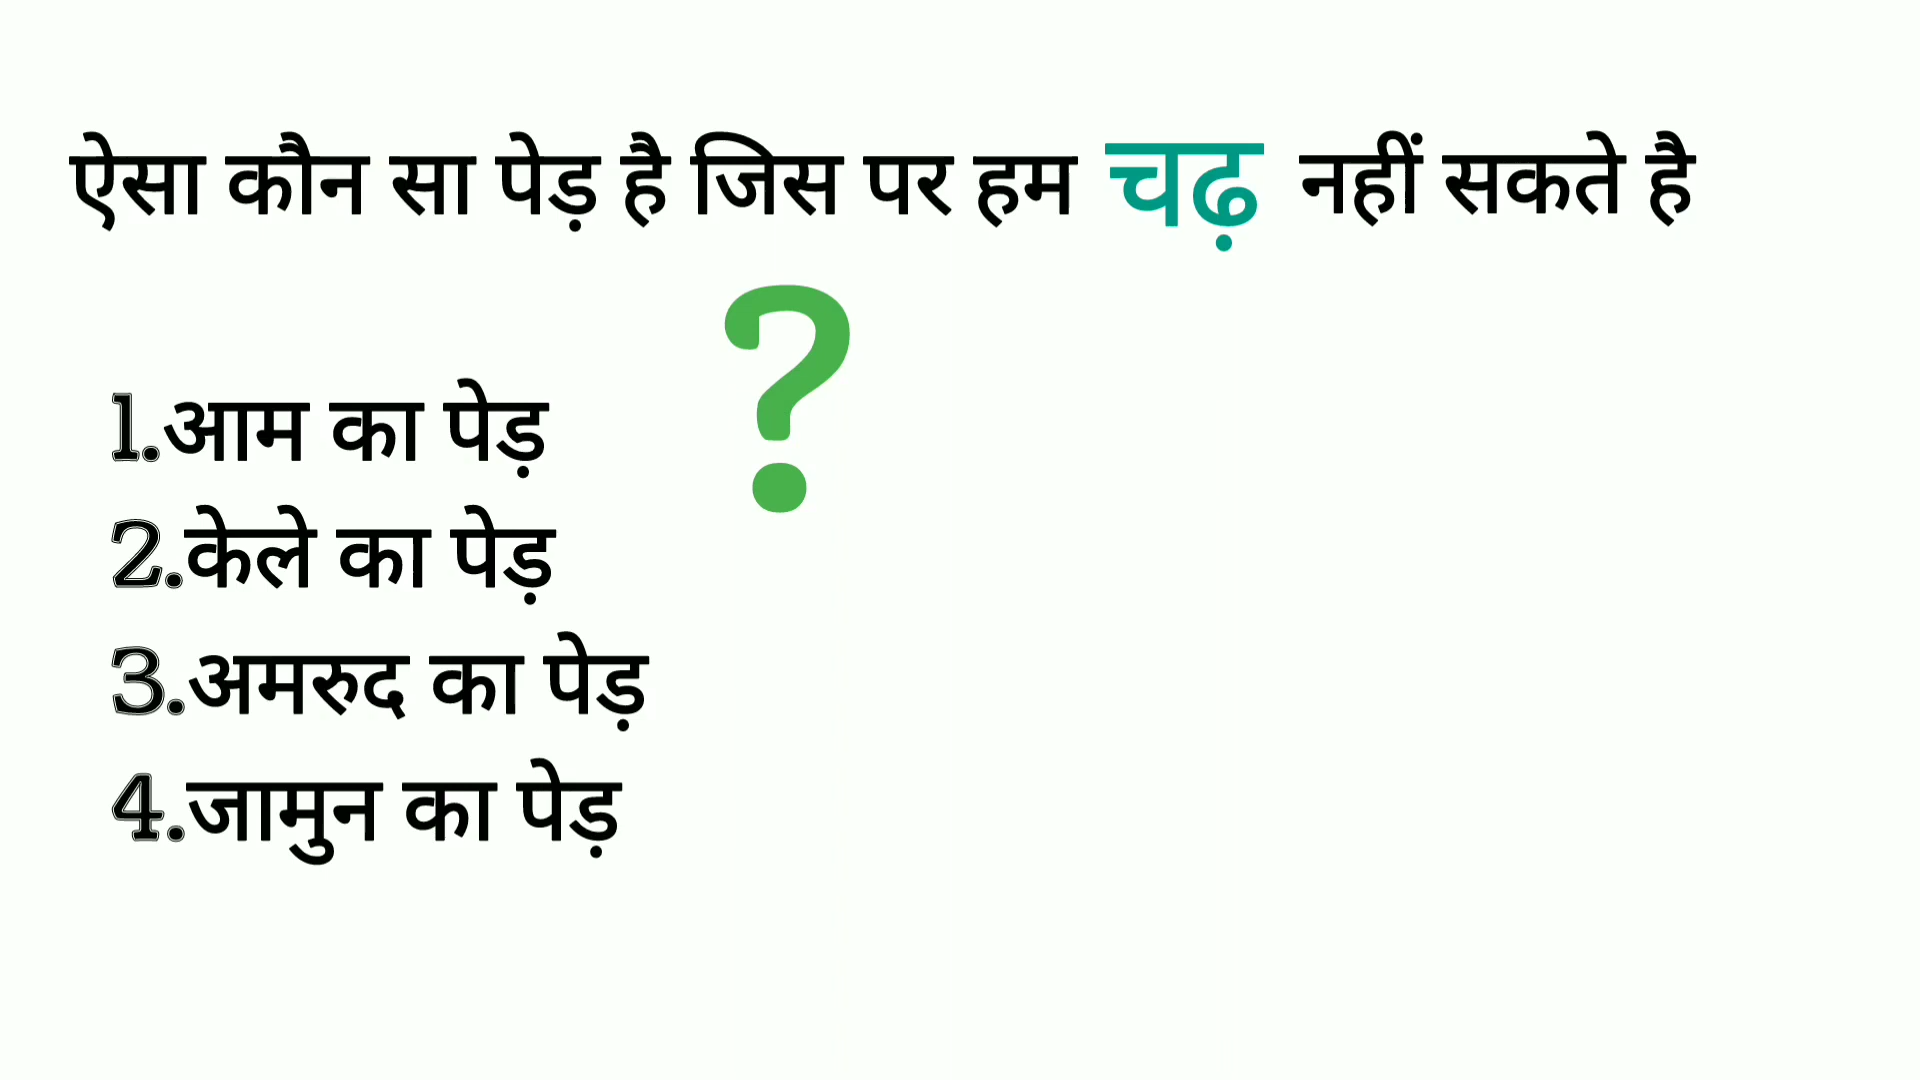 ऐसा कौन सा पेड़ है जिस पर हम चढ़ नहीं सकते है
?
1.आम का पेड़
2.केले का पेड़
3.अमरुद का पेड़
4.जामुन का पेड़